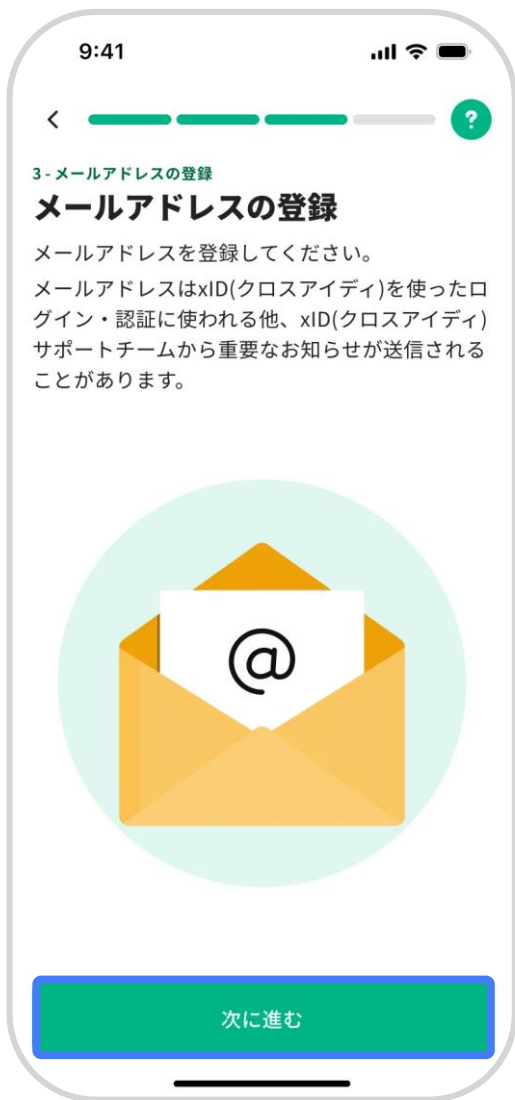 9:41
?
3 - メールアドレスの登録
メールアドレスの登録
メールアドレスを登録してください。
メールアドレスはxID(クロスアイディ)を使ったロ
グイン・認証に使われる他、xID(クロスアイディ)
サポートチームから重要なお知らせが送信される
ことがあります。
@
次に進む